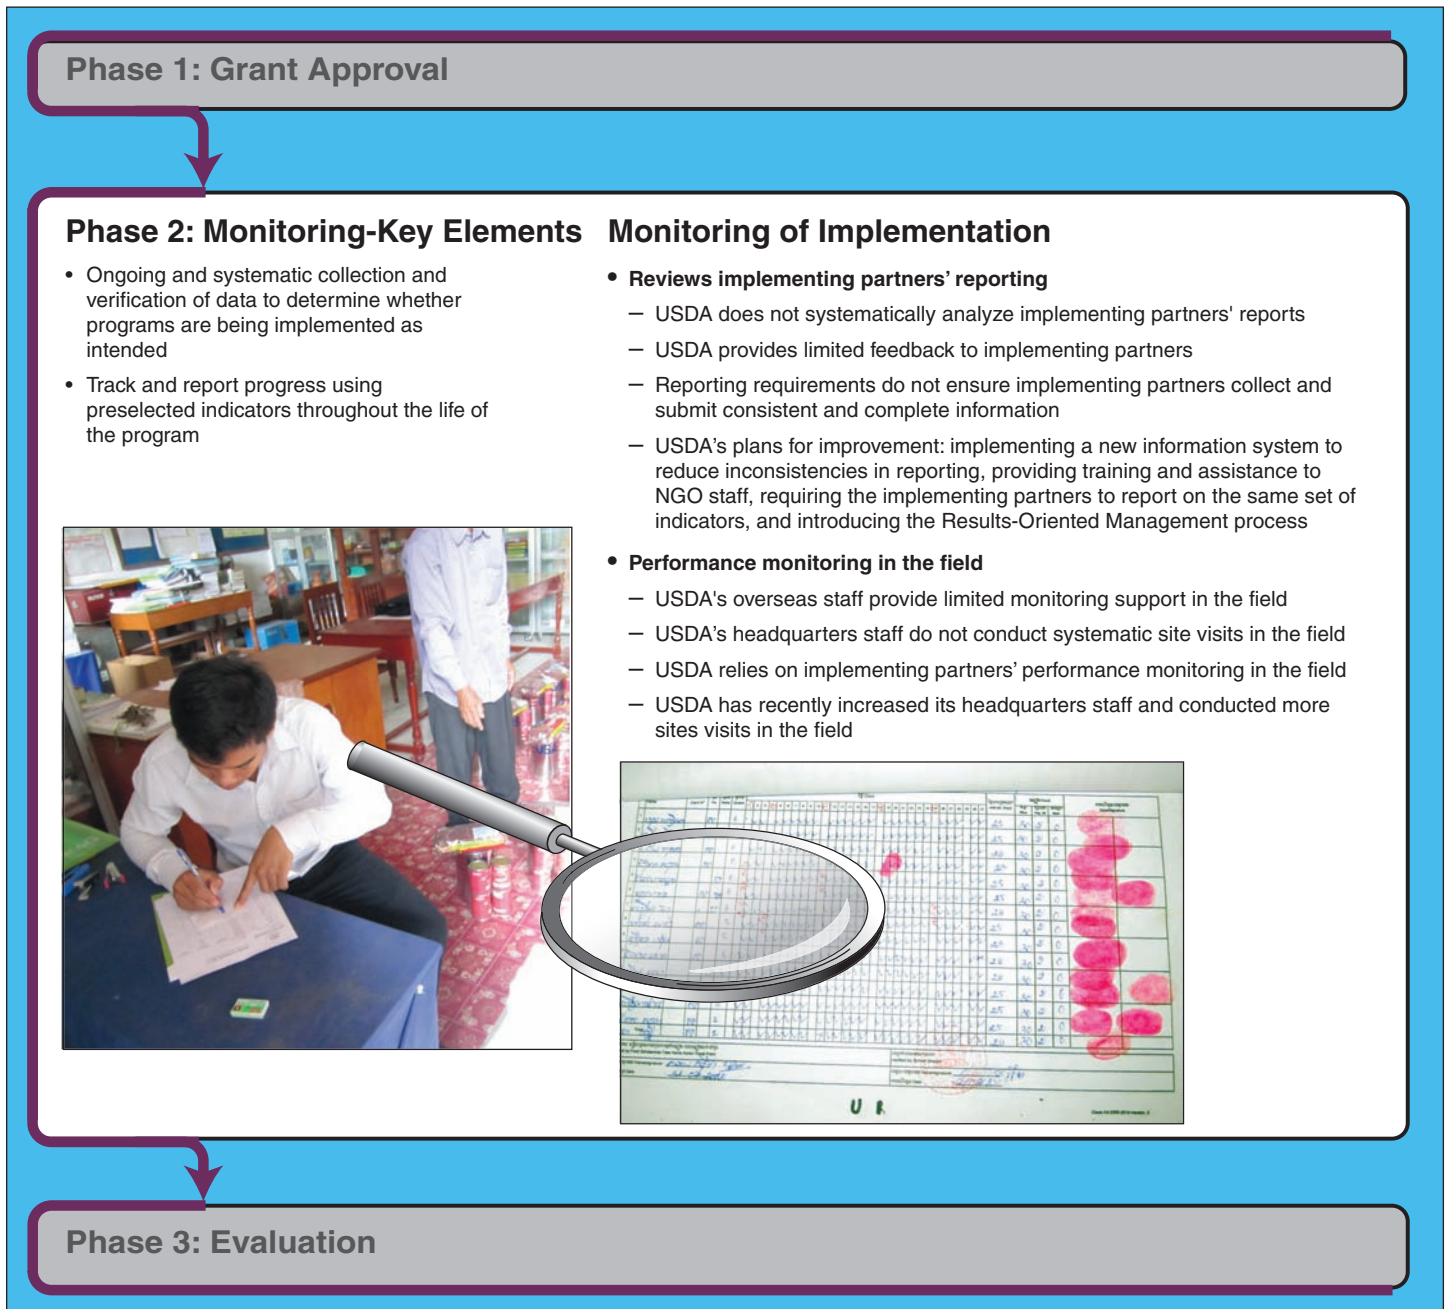 Phase 1: Grant Approval
Phase 2: Monitoring-Key Elements
• Ongoing and systematic collection and
verification of data to determine whether
programs are being implemented as
intended
• Track and report progress using
preselected indicators throughout the life of
the program
Monitoring of Implementation
• Reviews implementing partners’ reporting
– USDA does not systematically analyze implementing partners' reports
– USDA provides limited feedback to implementing partners
– Reporting requirements do not ensure implementing partners collect and
submit consistent and complete information
– USDA’s plans for improvement: implementing a new information system to
reduce inconsistencies in reporting, providing training and assistance to
NGO staff, requiring the implementing partners to report on the same set of
indicators, and introducing the Results-Oriented Management process
• Performance monitoring in the field
– USDA's overseas staff provide limited monitoring support in the field
– USDA’s headquarters staff do not conduct systematic site visits in the field
– USDA relies on implementing partners’ performance monitoring in the field
– USDA has recently increased its headquarters staff and conducted more
sites visits in the field
U R
Phase 3: Evaluation